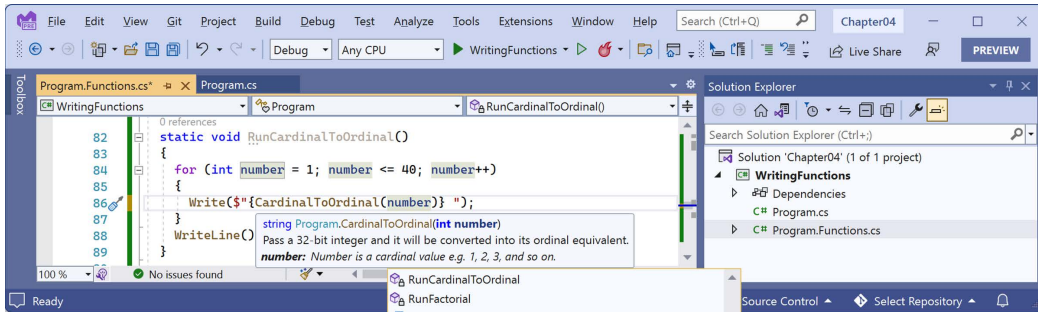 File Edit View Git Project Build Debug Test Analyze Tools Extensions Window Help Search (Ctrl+Q) Chapter04
Debug Any CPU WritingFunctions Live Share PREVIEW
Toolbox
Program.Functions.cs* Program.cs
C# WritingFunctions Program RunCardinalToOrdinal()
0 references
82 static void RunCardinalToOrdinal()
83 {
84 for (int number = 1; number <= 40; number++)
85 {
86 Write($"{CardinalToOrdinal(number)} ");
87 }
88 WriteLine()
89 }
string Program.CardinalToOrdinal(int number)
Pass a 32-bit integer and it will be converted into its ordinal equivalent.
number: Number is a cardinal value e.g. 1, 2, 3, and so on.
100 % No issues found
RunCardinalToOrdinal
RunFactorial
Solution Explorer
Search Solution Explorer (Ctrl+;)
Solution 'Chapter04' (1 of 1 project)
C# WritingFunctions
Dependencies
C# Program.cs
C# Program.Functions.cs
Ready Source Control Select Repository